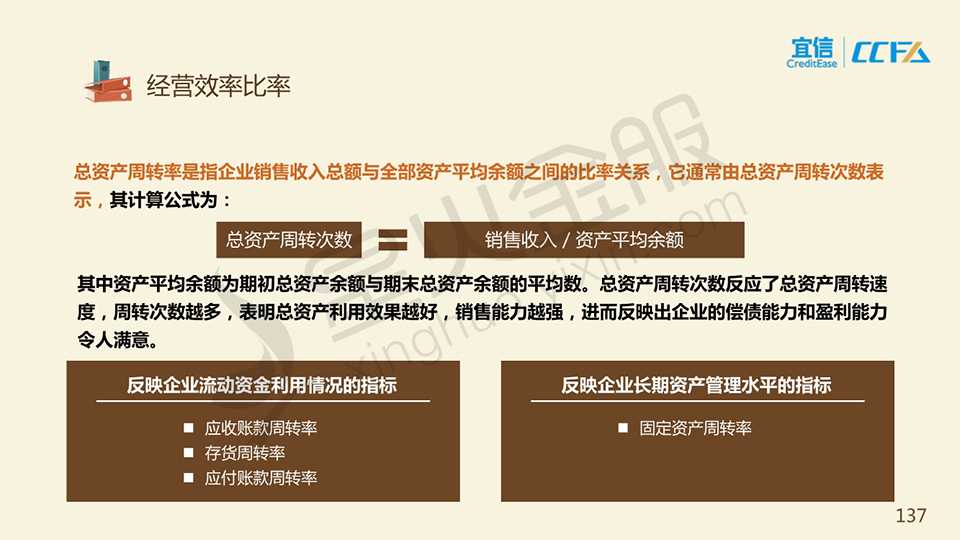 宜信
CreditEase
CCFA
经营效率比率
总资产周转率是指企业销售收入总额与全部资产平均余额之间的比率关系，它通常由总资产周转次数表
示，其计算公式为：
总资产周转次数 = 销售收入 / 资产平均余额
其中资产平均余额为期初总资产余额与期末总资产余额的平均数。总资产周转次数反应了总资产周转速
度，周转次数越多，表明总资产利用效果越好，销售能力越强，进而反映出企业的偿债能力和盈利能力
令人满意。
反映企业流动资金利用情况的指标
■ 应收账款周转率
■ 存货周转率
■ 应付账款周转率
反映企业长期资产管理水平的指标
■ 固定资产周转率
星火金服
xinghuoyixin.com
137